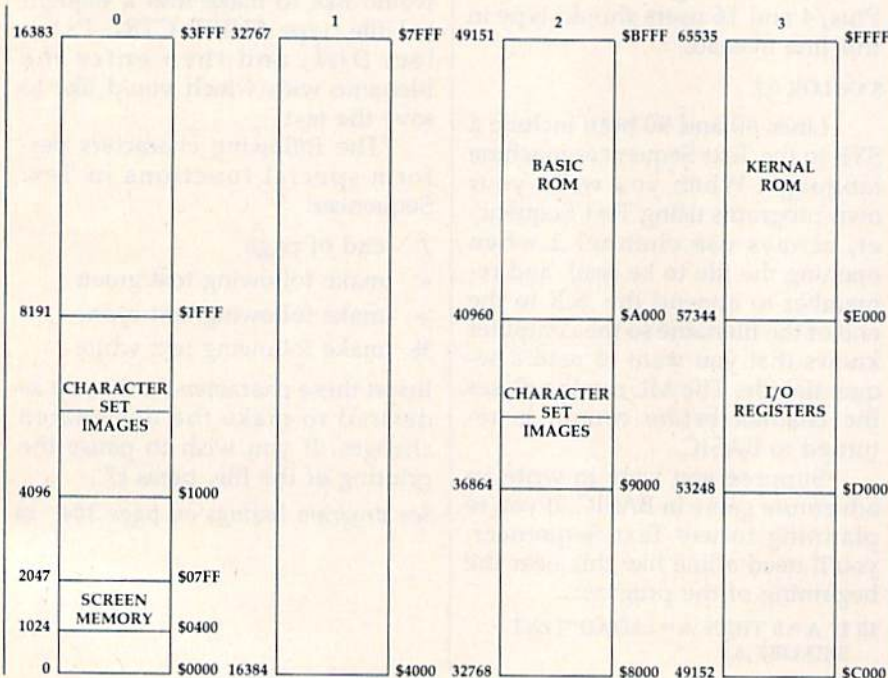 0 1 2 3
16383 $3FFF 32767 $7FFF 49151 $BFFF 65535 $FFFF
BASIC
ROM
KERNAL
ROM
8191 $1FFF 40960 $A000 57344 $E000
CHARACTER
SET
IMAGES
CHARACTER
SET
IMAGES
I/O
REGISTERS
4096 $1000 36864 $9000 53248 $D000
2047 $07FF
SCREEN
MEMORY
1024 $0400
0 $0000 16384 $4000 32768 $8000 49152 $C000